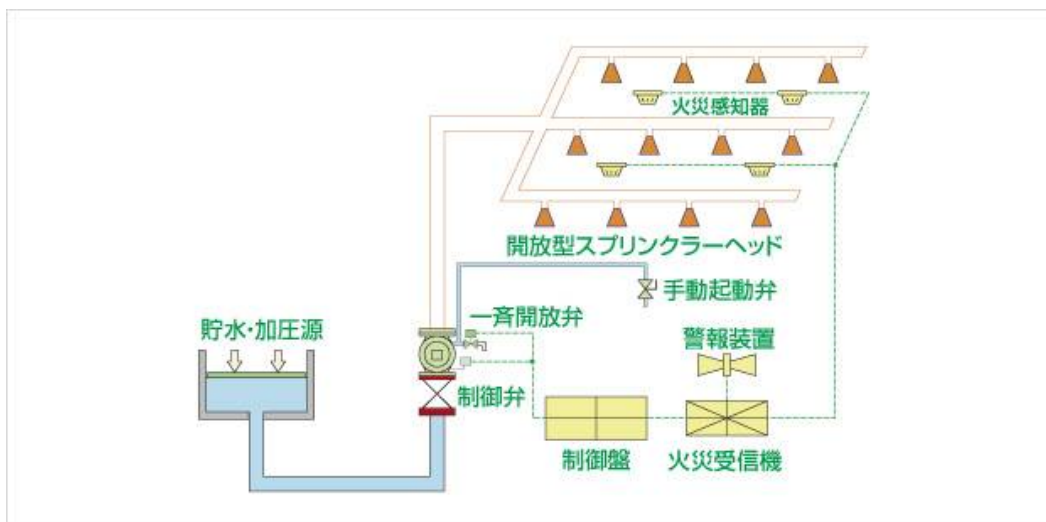 火災感知器
開放型スプリンクラーヘッド
手動起動弁
一斉開放弁
貯水・加圧源
警報装置
制御弁
制御盤
火災受信機